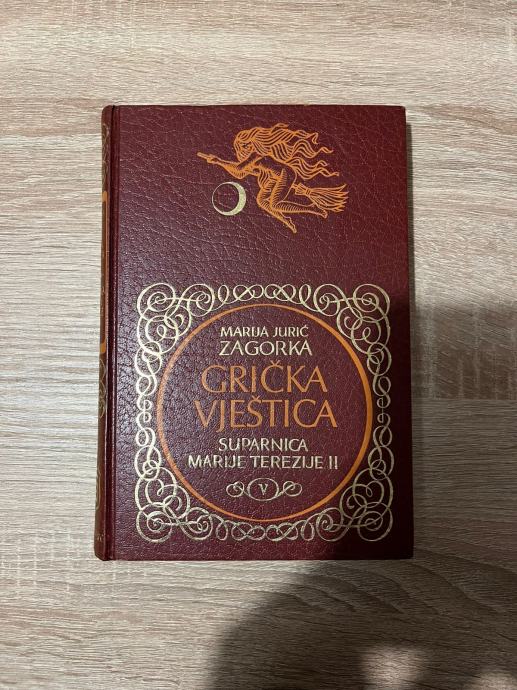 MARIJA JURIĆ
ZAGORKA
GRIČKA
VJEŠTICA
SUPARNICA
MARIJE TEREZIJE II
V